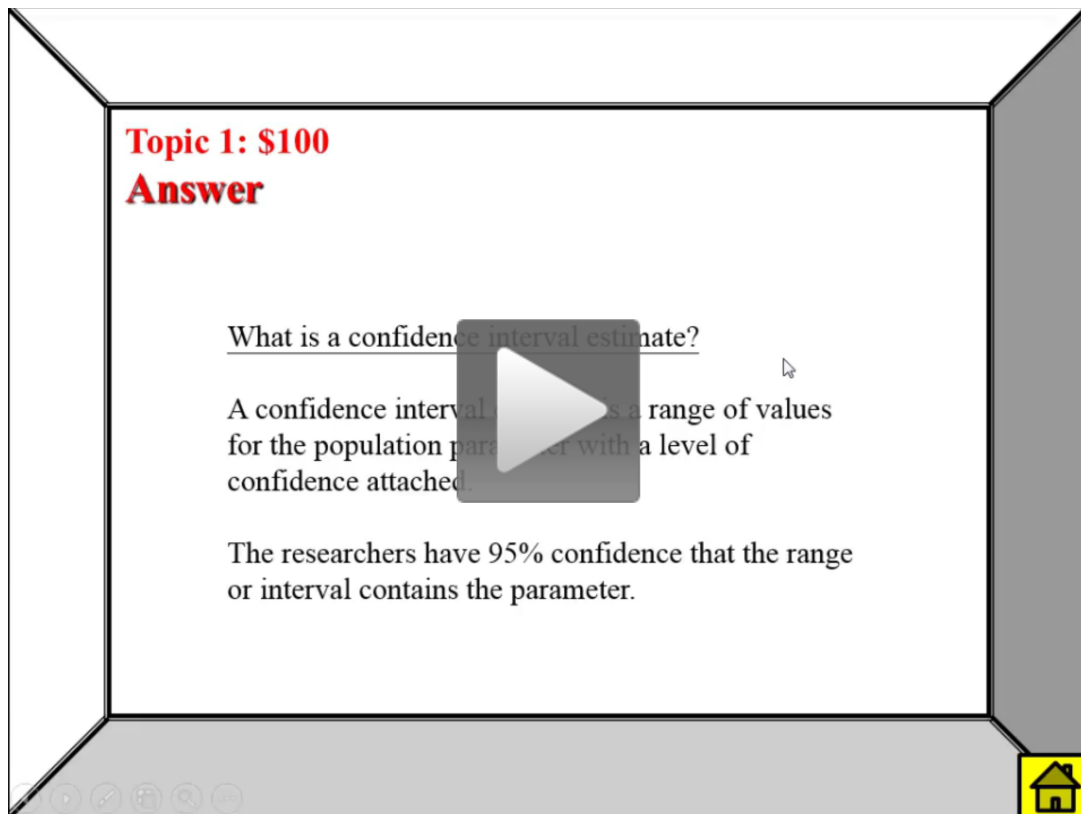 Topic 1: $100
Answer
What is a confidence interval estimate?
A confidence interval is a range of values
for the population parameter with a level of
confidence attached.
The researchers have 95% confidence that the range
or interval contains the parameter.